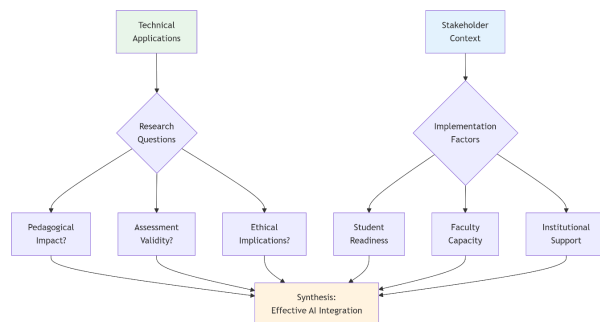 Technical
Applications
Stakeholder
Context
Research
Questions
Implementation
Factors
Pedagogical
Impact?
Assessment
Validity?
Ethical
Implications?
Student
Readiness
Faculty
Capacity
Institutional
Support
Synthesis:
Effective AI Integration